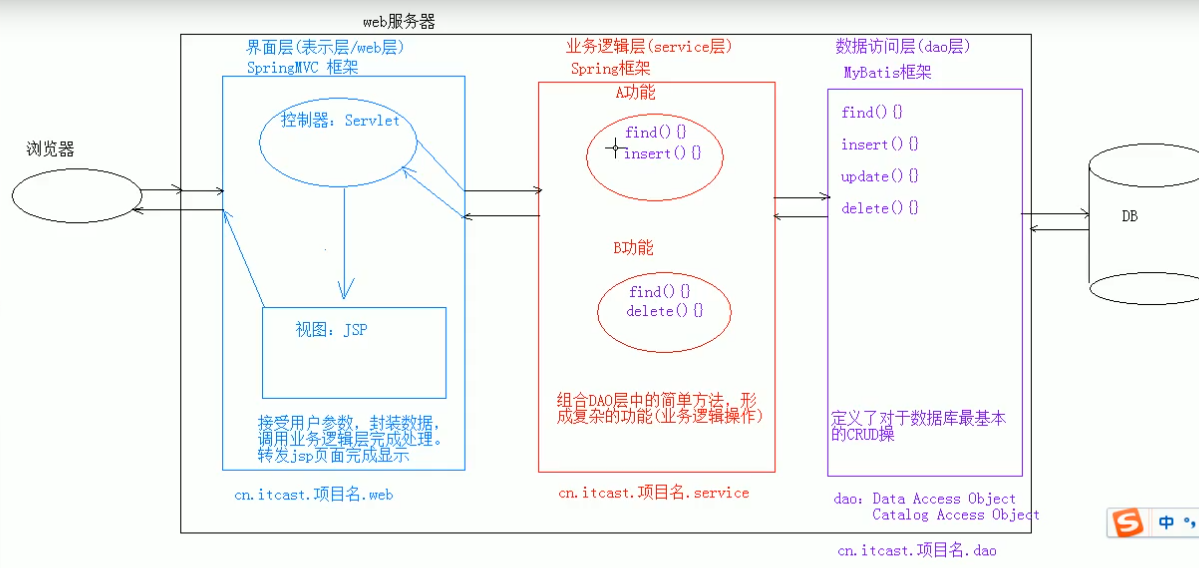 web服务器
界面层(表示层/web层)
SpringMVC 框架
控制器: Servlet
视图: JSP
接受用户参数，封装数据，
调用业务逻辑层完成处理。
转发jsp页面完成显示
cn.itcast.项目名.web
浏览器
业务逻辑层(service层)
Spring框架
A功能
find(){}
insert(){}
B功能
find(){}
delete(){}
组合DAO层中的简单方法，形
成复杂的功能(业务逻辑操作)
cn.itcast.项目名.service
数据访问层(dao层)
MyBatis框架
find(){}
insert(){}
update(){}
delete(){}
定义了对于数据库最基本
的CRUD操
dao: Data Access Object
Catalog Access Object
cn.itcast.项目名.dao
DB
S 中 °,